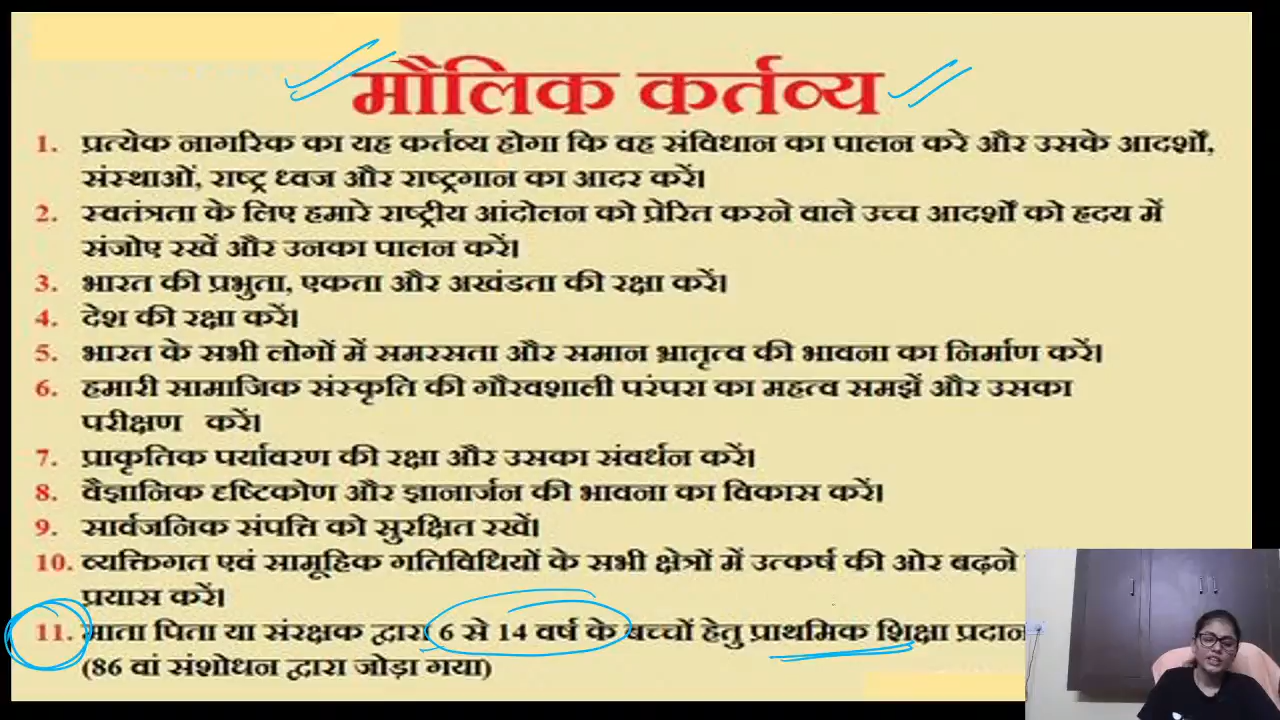 मौलिक कर्तव्य
1. प्रत्येक नागरिक का यह कर्तव्य होगा कि वह संविधान का पालन करे और उसके आदर्शों,
संस्थाओं, राष्ट्र ध्वज और राष्ट्रगान का आदर करें।
2. स्वतंत्रता के लिए हमारे राष्ट्रीय आंदोलन को प्रेरित करने वाले उच्च आदर्शों को हृदय में
संजोए रखें और उनका पालन करें।
3. भारत की प्रभुता, एकता और अखंडता की रक्षा करें।
4. देश की रक्षा करें।
5. भारत के सभी लोगों में समरसता और समान भ्रातृत्व की भावना का निर्माण करें।
6. हमारी सामाजिक संस्कृति की गौरवशाली परंपरा का महत्व समझें और उसका
परीक्षण करें।
7. प्राकृतिक पर्यावरण की रक्षा और उसका संवर्धन करें।
8. वैज्ञानिक दृष्टिकोण और ज्ञानार्जन की भावना का विकास करें।
9. सार्वजनिक संपत्ति को सुरक्षित रखें।
10. व्यक्तिगत एवं सामूहिक गतिविधियों के सभी क्षेत्रों में उत्कर्ष की ओर बढ़ने
प्रयास करें।
11. माता पिता या संरक्षक द्वारा 6 से 14 वर्ष के बच्चों हेतु प्राथमिक शिक्षा प्रदान
(86 वां संशोधन द्वारा जोड़ा गया)